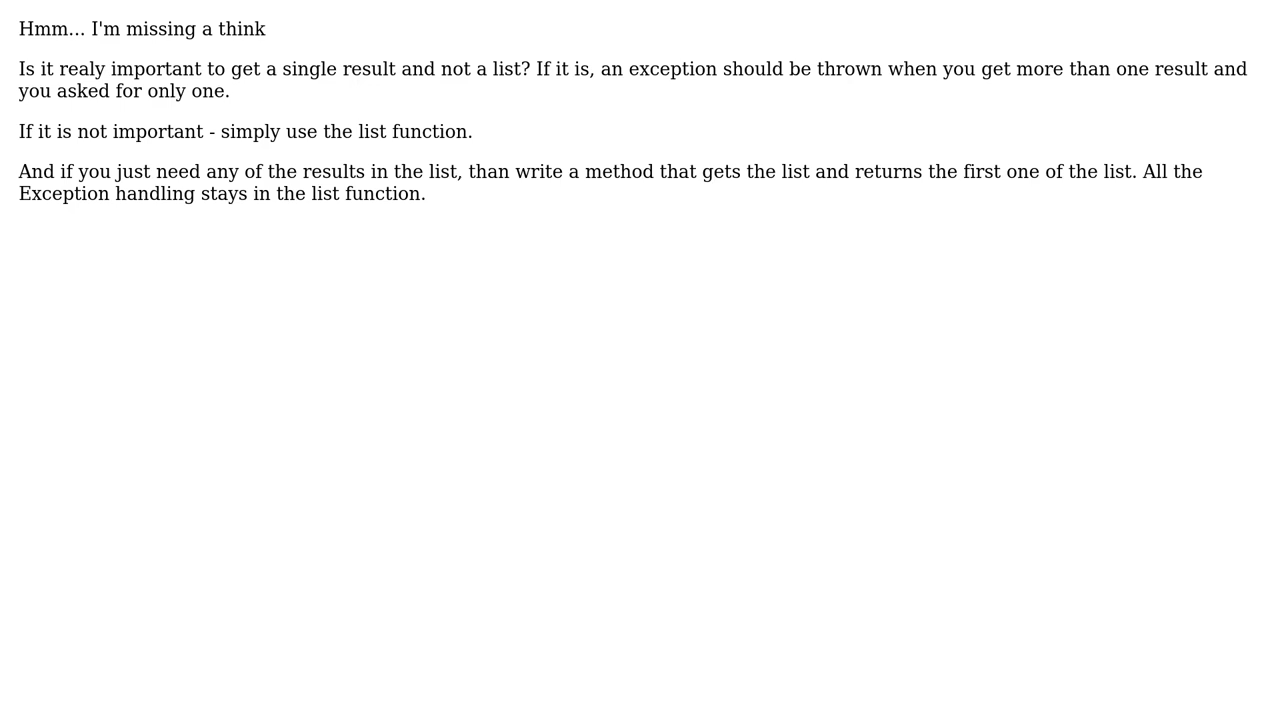 Hmm... I'm missing a think
Is it realy important to get a single result and not a list? If it is, an exception should be thrown when you get more than one result and
you asked for only one.
If it is not important - simply use the list function.
And if you just need any of the results in the list, than write a method that gets the list and returns the first one of the list. All the
Exception handling stays in the list function.